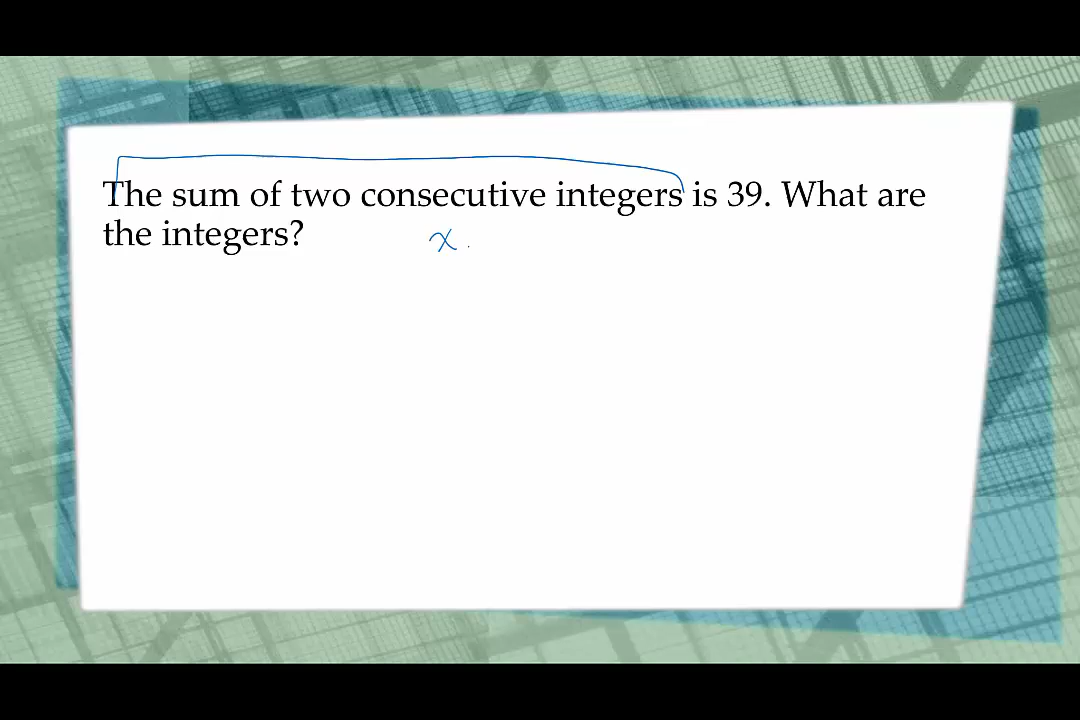 The sum of two consecutive integers is 39. What are
the integers?
x